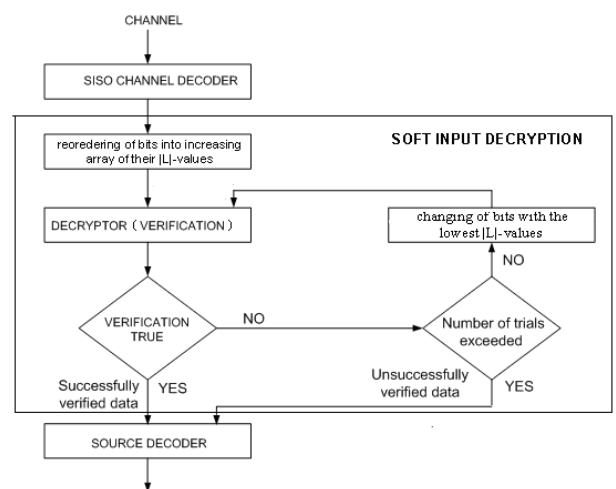 CHANNEL
SISO CHANNEL DECODER
SOFT INPUT DECRYPTION
reoredering of bits into increasing
array of their |L|-values
DECRYPTOR ( VERIFICATION )
changing of bits with the
lowest |L|-values
NO
VERIFICATION
TRUE
NO
Number of trials
exceeded
Successfully
verified data
YES
Unsuccessfully
verified data
YES
SOURCE DECODER